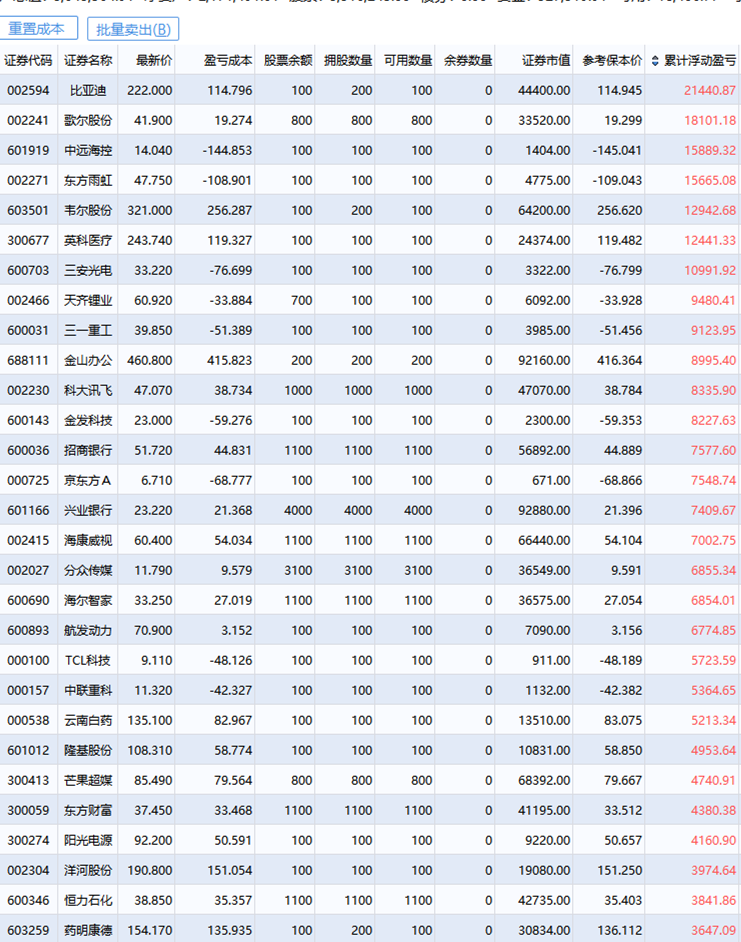 重置成本 批量卖出(B)
证券代码 证券名称 最新价 盈亏成本 股票余额 拥股数量 可用数量 余券数量 证券市值 参考保本价 累计浮动盈亏
002594 比亚迪 222.000 114.796 100 200 100 0 44400.00 114.945 21440.87
002241 歌尔股份 41.900 19.274 800 800 800 0 33520.00 19.299 18101.18
601919 中远海控 14.040 -144.853 100 100 100 0 1404.00 -145.041 15889.32
002271 东方雨虹 47.750 -108.901 100 100 100 0 4775.00 -109.043 15665.08
603501 韦尔股份 321.000 256.287 100 200 100 0 64200.00 256.620 12942.68
300677 英科医疗 243.740 119.327 100 100 100 0 24374.00 119.482 12441.33
600703 三安光电 33.220 -76.699 100 100 100 0 3322.00 -76.799 10991.92
002466 天齐锂业 60.920 -33.884 700 100 100 0 6092.00 -33.928 9480.41
600031 三一重工 39.850 -51.389 100 100 100 0 3985.00 -51.456 9123.95
688111 金山办公 460.800 415.823 200 200 200 0 92160.00 416.364 8995.40
002230 科大讯飞 47.070 38.734 1000 1000 1000 0 47070.00 38.784 8335.90
600143 金发科技 23.000 -59.276 100 100 100 0 2300.00 -59.353 8227.63
600036 招商银行 51.720 44.831 1100 1100 1100 0 56892.00 44.889 7577.60
000725 京东方A 6.710 -68.777 100 100 100 0 671.00 -68.866 7548.74
601166 兴业银行 23.220 21.368 4000 4000 4000 0 92880.00 21.396 7409.67
002415 海康威视 60.400 54.034 1100 1100 1100 0 66440.00 54.104 7002.75
002027 分众传媒 11.790 9.579 3100 3100 3100 0 36549.00 9.591 6855.34
600690 海尔智家 33.250 27.019 1100 1100 1100 0 36575.00 27.054 6854.01
600893 航发动力 70.900 3.152 100 100 100 0 7090.00 3.156 6774.85
000100 TCL科技 9.110 -48.126 100 100 100 0 911.00 -48.189 5723.59
000157 中联重科 11.320 -42.327 100 100 100 0 1132.00 -42.382 5364.65
000538 云南白药 135.100 82.967 100 100 100 0 13510.00 83.075 5213.34
601012 隆基股份 108.310 58.774 100 100 100 0 10831.00 58.850 4953.64
300413 芒果超媒 85.490 79.564 800 800 800 0 68392.00 79.667 4740.91
300059 东方财富 37.450 33.468 1100 1100 1100 0 41195.00 33.512 4380.38
300274 阳光电源 92.200 50.591 100 100 100 0 9220.00 50.657 4160.90
002304 洋河股份 190.800 151.054 100 100 100 0 19080.00 151.250 3974.64
600346 恒力石化 38.850 35.357 1100 1100 1100 0 42735.00 35.403 3841.86
603259 药明康德 154.170 135.935 100 200 100 0 30834.00 136.112 3647.09